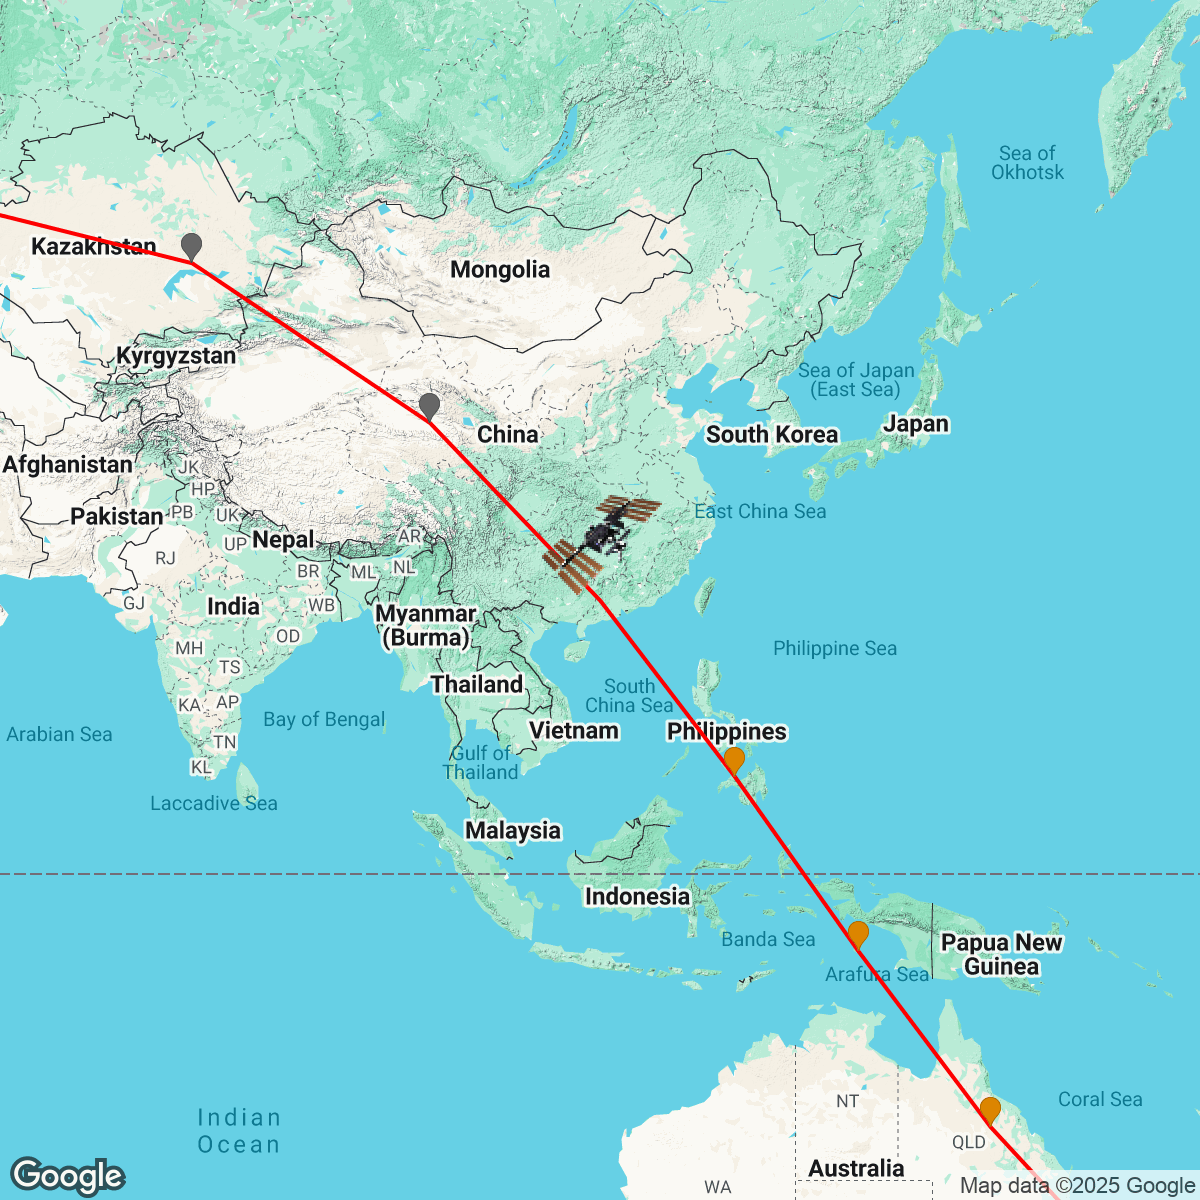 Sea of
Okhotsk
Kazakhstan
Mongolia
Kyrgyzstan
Sea of Japan
(East Sea)
Japan
China
South Korea
Afghanistan
JK
HP
Pakistan
PB
UK
East China Sea
Nepal
UP
AR
RJ
BR
ML
NL
GJ
India
WB
Myanmar
(Burma)
OD
MH
TS
Philippine Sea
Thailand
South
China Sea
KA
AP
Bay of Bengal
Arabian Sea
TN
Vietnam
Philippines
KL
Gulf of
Thailand
Laccadive Sea
Malaysia
Indonesia
Banda Sea
Papua New
Guinea
Arafura Sea
Coral Sea
NT
Indian
Ocean
QLD
Australia
WA
Google
Map data ©2025 Google